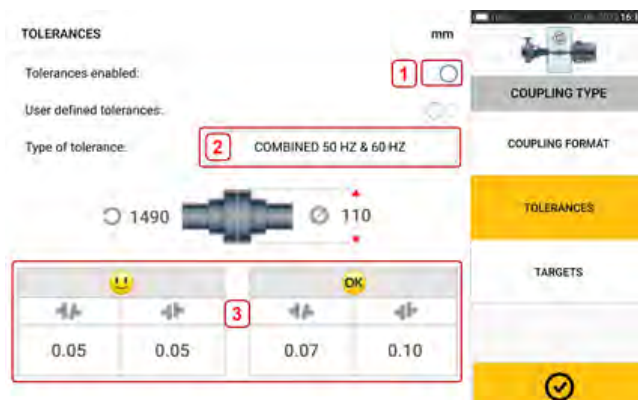 TOLERANCES mm
Tolerances enabled: 1
User defined tolerances:
Type of tolerance: 2 COMBINED 50 HZ & 60 HZ
1490 110
OK
3
0.05 0.05 0.07 0.10
COUPLING TYPE
COUPLING FORMAT
TOLERANCES
TARGETS